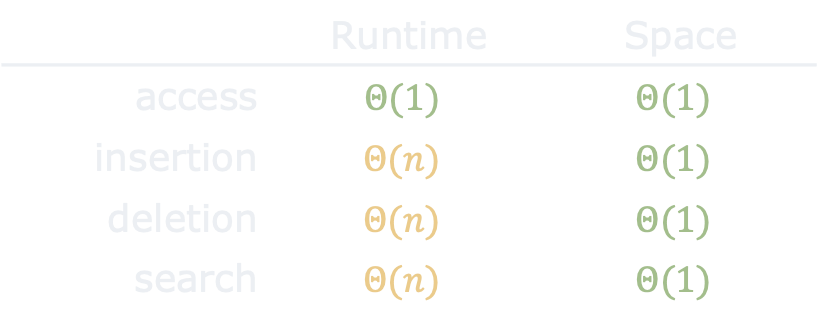 Runtime Space
access Θ(1) Θ(1)
insertion Θ(n) Θ(1)
deletion Θ(n) Θ(1)
search Θ(n) Θ(1)